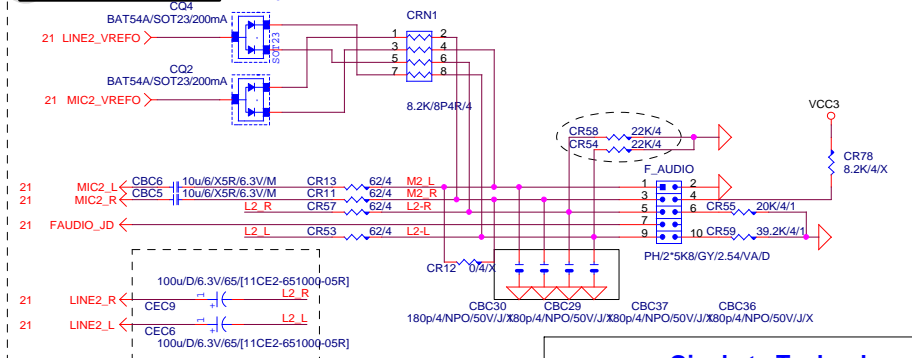 CQ4
BAT54A/SOT23/200mA
21 LINE2_VREFO
SOT23
CQ2
BAT54A/SOT23/200mA
21 MIC2_VREFO
CRN1
1 2
3 4
5 6
7 8
8.2K/8P4R/4
VCC3
CR58 22K/4
CR54 22K/4
CR78
8.2K/4/X
F_AUDIO
21 MIC2_L CBC6 10u/6/X5R/6.3V/M CR13 62/4 M2_L 1 2
21 MIC2_R CBC5 10u/6/X5R/6.3V/M CR11 62/4 M2_R 3 4
L2_R CR57 62/4 L2-R 5 6 CR55 20K/4/1
21 FAUDIO_JD 7
L2_L CR53 62/4 L2-L 9 10 CR59 39.2K/4/1
PH/2*5K8/GY/2.54/VA/D
CR12 0/4/X
100u/D/6.3V/65/[11CE2-651000-05R]
21 LINE2_R 1 + L2_R
CEC9
21 LINE2_L 1 + L2_L
CEC6
100u/D/6.3V/65/[11CE2-651000-05R]
CBC30 CBC29 CBC37 CBC36
180p/4/NPO/50V/J/X 180p/4/NPO/50V/J/X 180p/4/NPO/50V/J/X 180p/4/NPO/50V/J/X